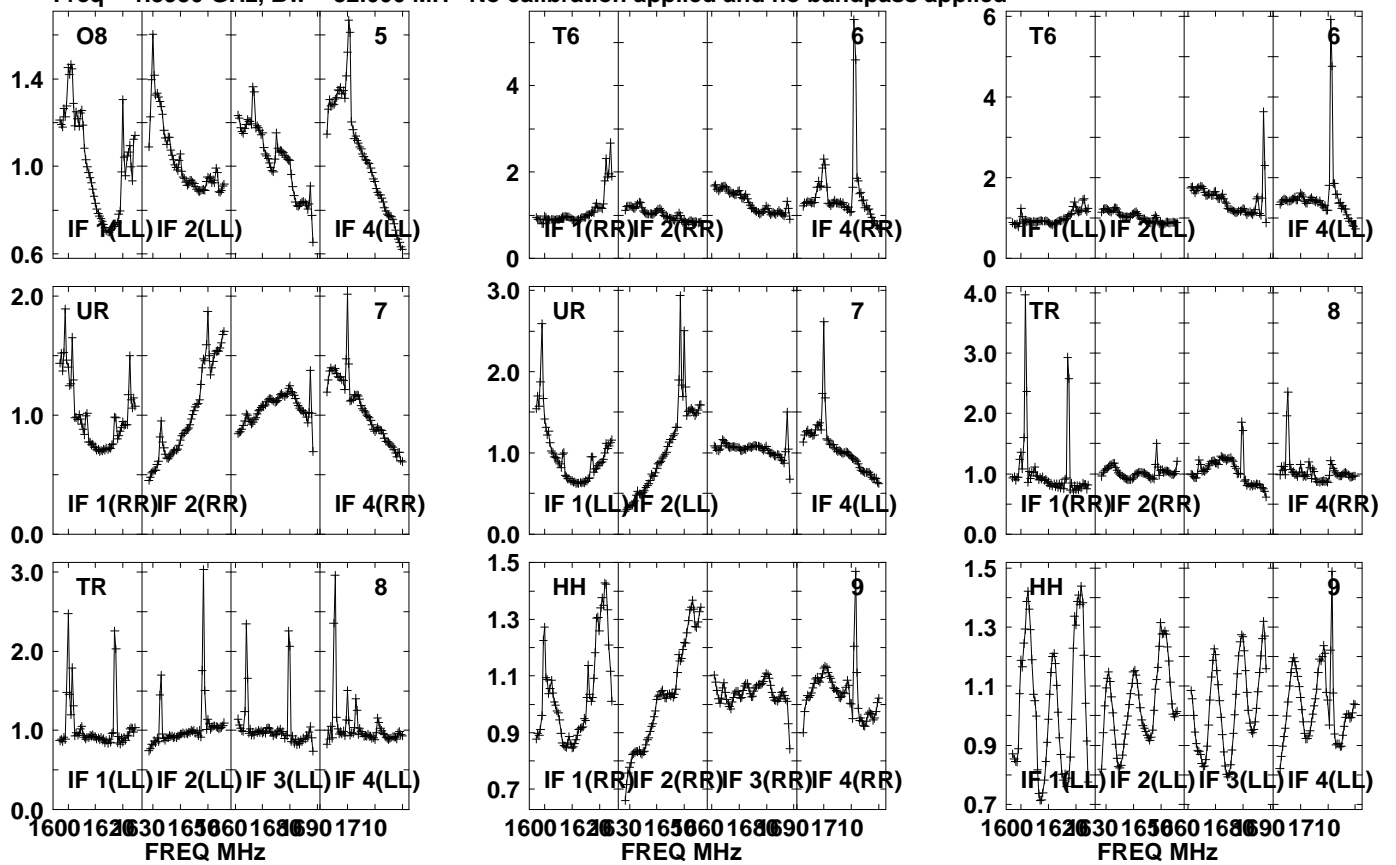 Freq GHz, Bw MH No calibration applied and no bandpass applied
O8 5
1.4
1.0
0.6
IF 1(LL) IF 2(LL) IF 4(LL)
T6 6
4
2
0
IF 1(RR) IF 2(RR) IF 4(RR)
T6 6
6
4
2
0
IF 1(LL) IF 2(LL) IF 4(LL)
UR 7
2.0
1.0
0.0
IF 1(RR) IF 2(RR) IF 4(RR)
UR 7
3.0
2.0
1.0
0.0
IF 1(LL) IF 2(LL) IF 4(LL)
TR 8
4.0
3.0
2.0
1.0
0.0
IF 1(RR) IF 2(RR) IF 4(RR)
TR 8
3.0
2.0
1.0
0.0
IF 1(LL) IF 2(LL) IF 3(LL) IF 4(LL)
1600 1620 1630 1650 1660 1680 1690 1710
FREQ MHz
HH 9
1.5
1.3
1.1
0.9
0.7
IF 1(RR) IF 2(RR) IF 3(RR) IF 4(RR)
1600 1620 1630 1650 1660 1680 1690 1710
HH 9
1.5
1.3
1.1
0.9
0.7
IF 1(LL) IF 2(LL) IF 3(LL) IF 4(LL)
1600 1620 1630 1650 1660 1680 1690 1710
FREQ MHz